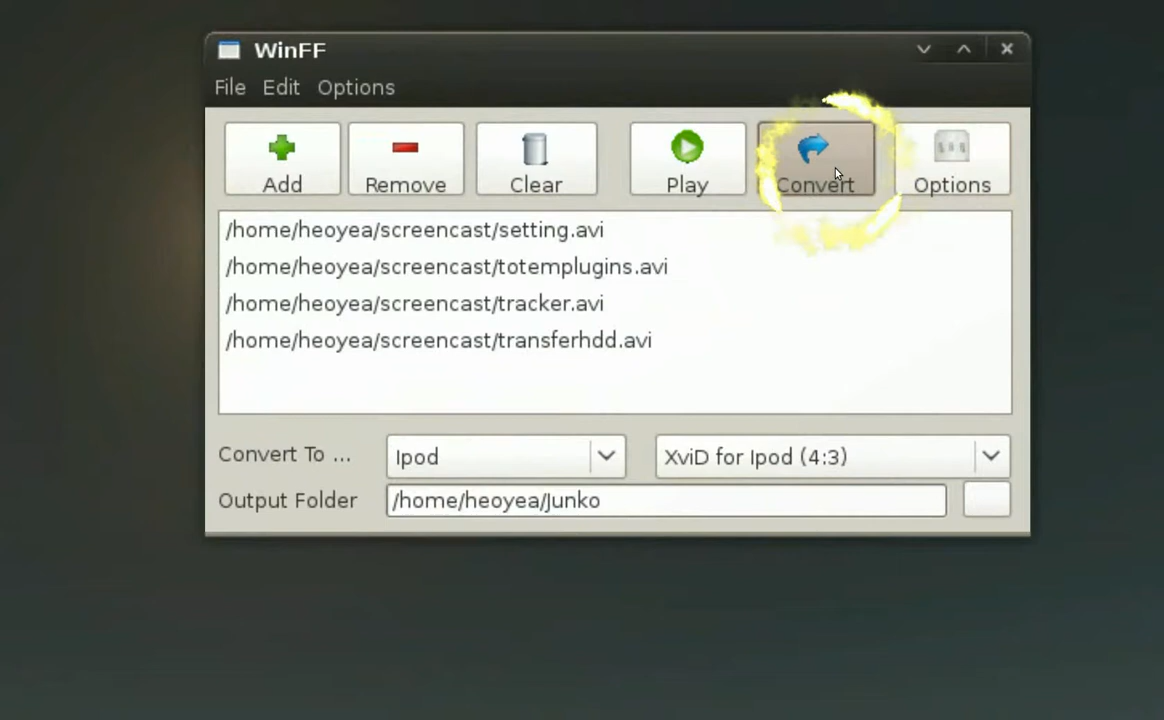 WinFF
File Edit Options
Add Remove Clear Play Convert Options
/home/heoyea/screencast/setting.avi
/home/heoyea/screencast/totemplugins.avi
/home/heoyea/screencast/tracker.avi
/home/heoyea/screencast/transferhdd.avi
Convert To ... Ipod XviD for Ipod (4:3)
Output Folder /home/heoyea/Junko